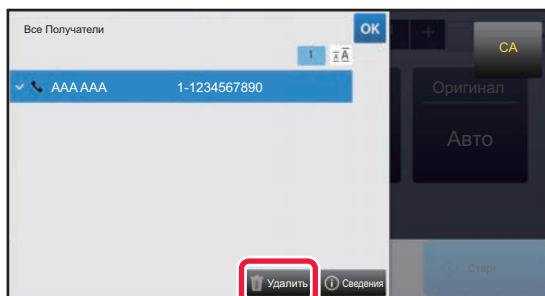 Все Получатели
OK
CA
1
AAA AAA 1-1234567890
Оригинал
Авто
Удалить
Сведения
Старт